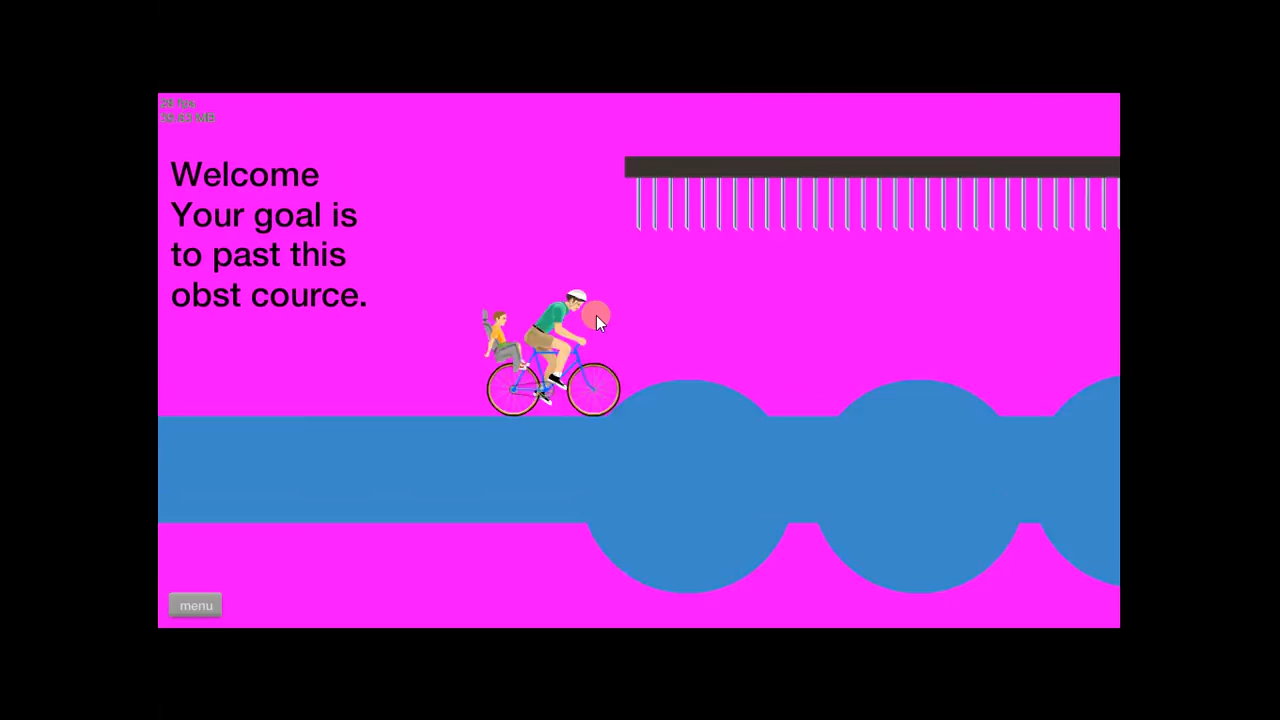 Welcome
Your goal is
to past this
obst cource.
menu